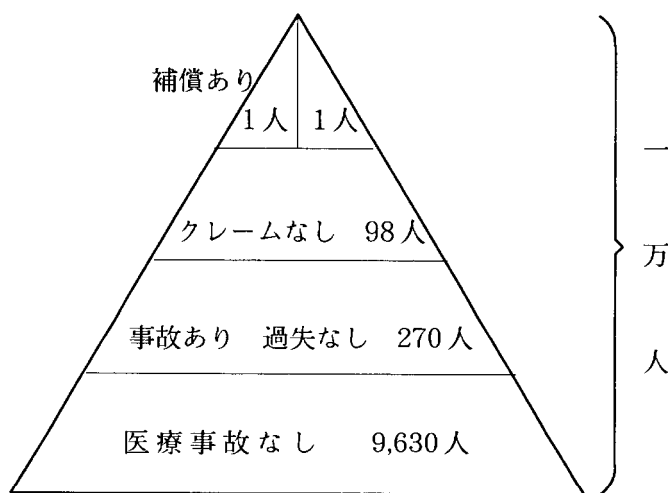 補償あり
1人 1人
クレームなし 98人
事故あり 過失なし 270人
医療事故なし 9,630人
一万人